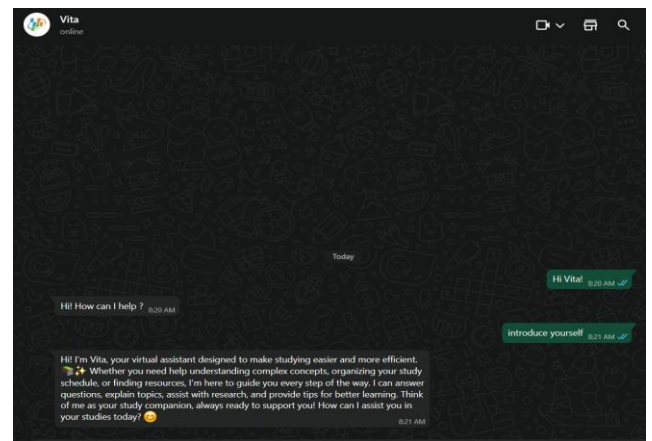 Vita
online
Today
Hi Vita! 8:20 AM
Hi! How can I help ? 8:20 AM
introduce yourself 8:21 AM
Hi! I'm Vita, your virtual assistant designed to make studying easier and more efficient.
📚✨ Whether you need help understanding complex concepts, organizing your study
schedule, or finding resources, I'm here to guide you every step of the way. I can answer
questions, explain topics, assist with research, and provide tips for better learning. Think
of me as your study companion, always ready to support you! How can I assist you in
your studies today? 😊 8:21 AM